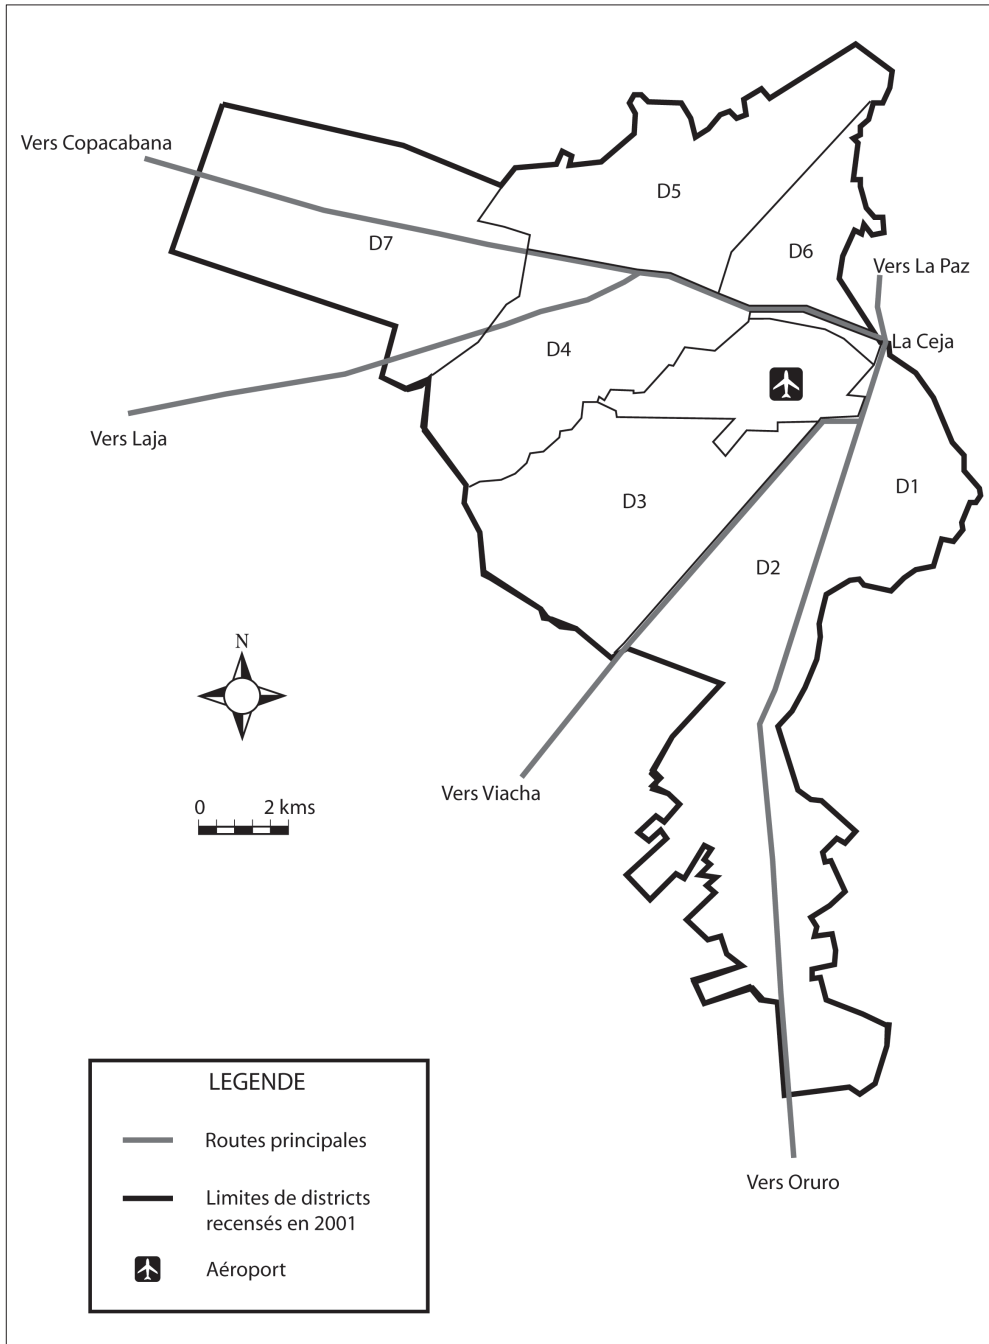 Vers Copacabana
D5
D7
D6
Vers La Paz
La Ceja
D4
Vers Laja
D3
D1
D2
N
Vers Viacha
0 2 kms
LEGENDE
Routes principales
Limites de districts
recensés en 2001
Aéroport
Vers Oruro